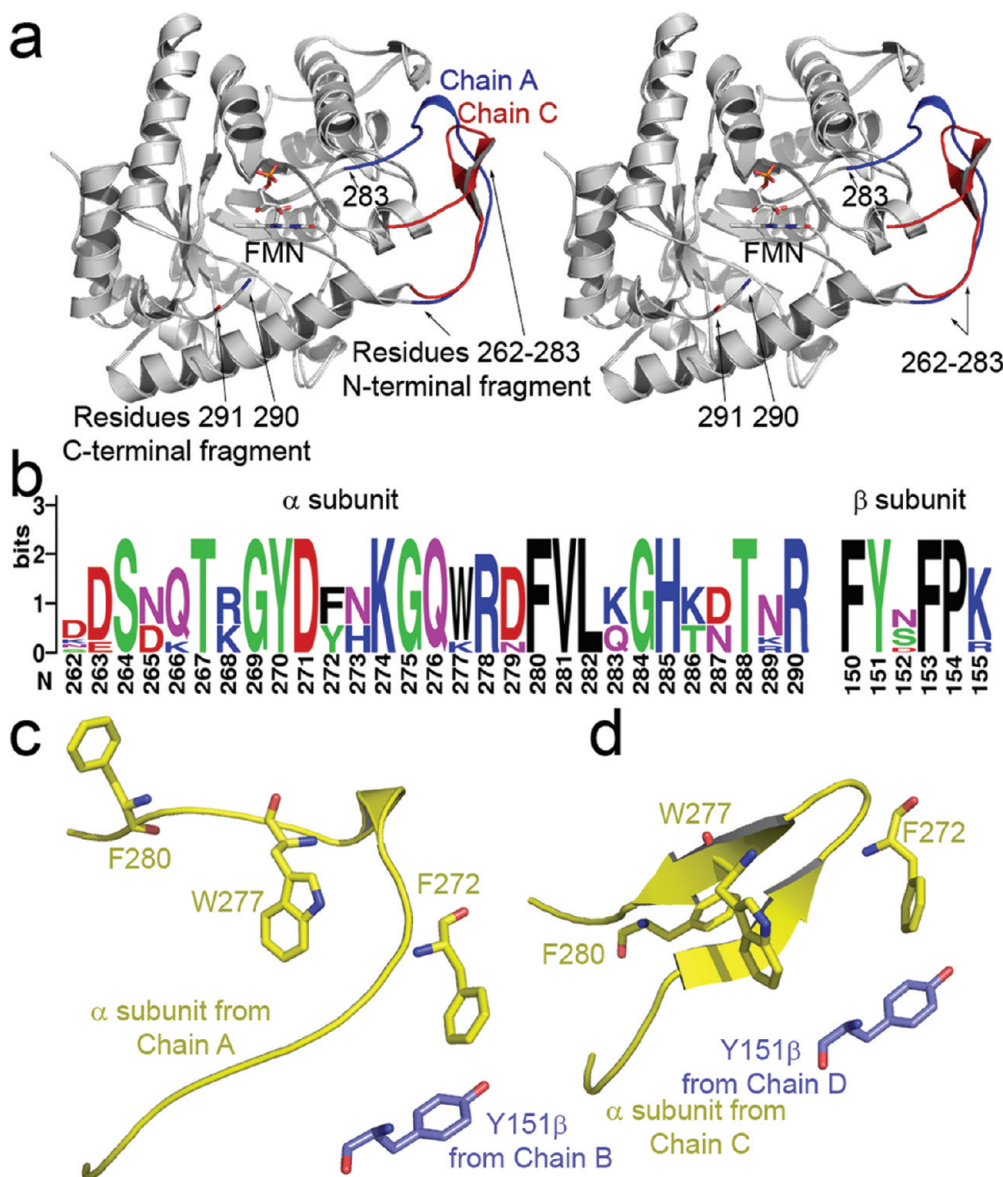 a
Chain A
Chain C
283
FMN
Residues 262-283
N-terminal fragment
Residues 291 290
C-terminal fragment
283
FMN
262-283
291 290
b
α subunit
β subunit
bits
3
2
1
0
N
262 263 264 265 266 267 268 269 270 271 272 273 274 275 276 277 278 279 280 281 282 283 284 285 286 287 288 289 290
150 151 152 153 154 155
DDSNQTRGYDFNKGQWRDFVLKGHKDTNR
FYNFPK
K E D K K Y H K N Q T N K R
S D R
c
F280
W277
F272
α subunit from
Chain A
Y151β
from Chain B
d
W277
F272
F280
Y151β
from Chain D
α subunit from
Chain C